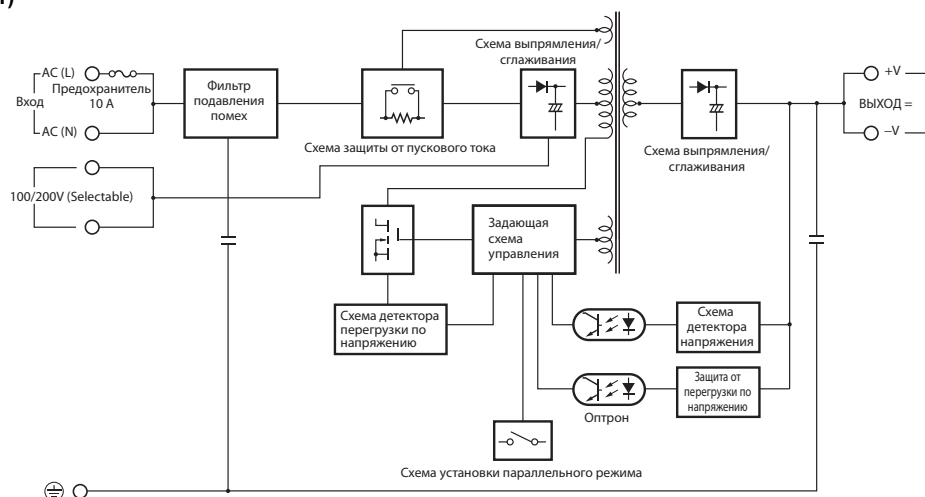 AC (L)
Предохранитель
10 A
Вход
AC (N)
100/200V (Selectable)
Фильтр
подавления
помех
Схема защиты от пускового тока
Схема выпрямления/
сглаживания
Схема выпрямления/
сглаживания
+V
ВЫХОД =
–V
Задающая
схема
управления
Схема детектора
перегрузки по
напряжению
Схема
детектора
напряжения
Защита от
перегрузки по
напряжению
Оптрон
Схема установки параллельного режима